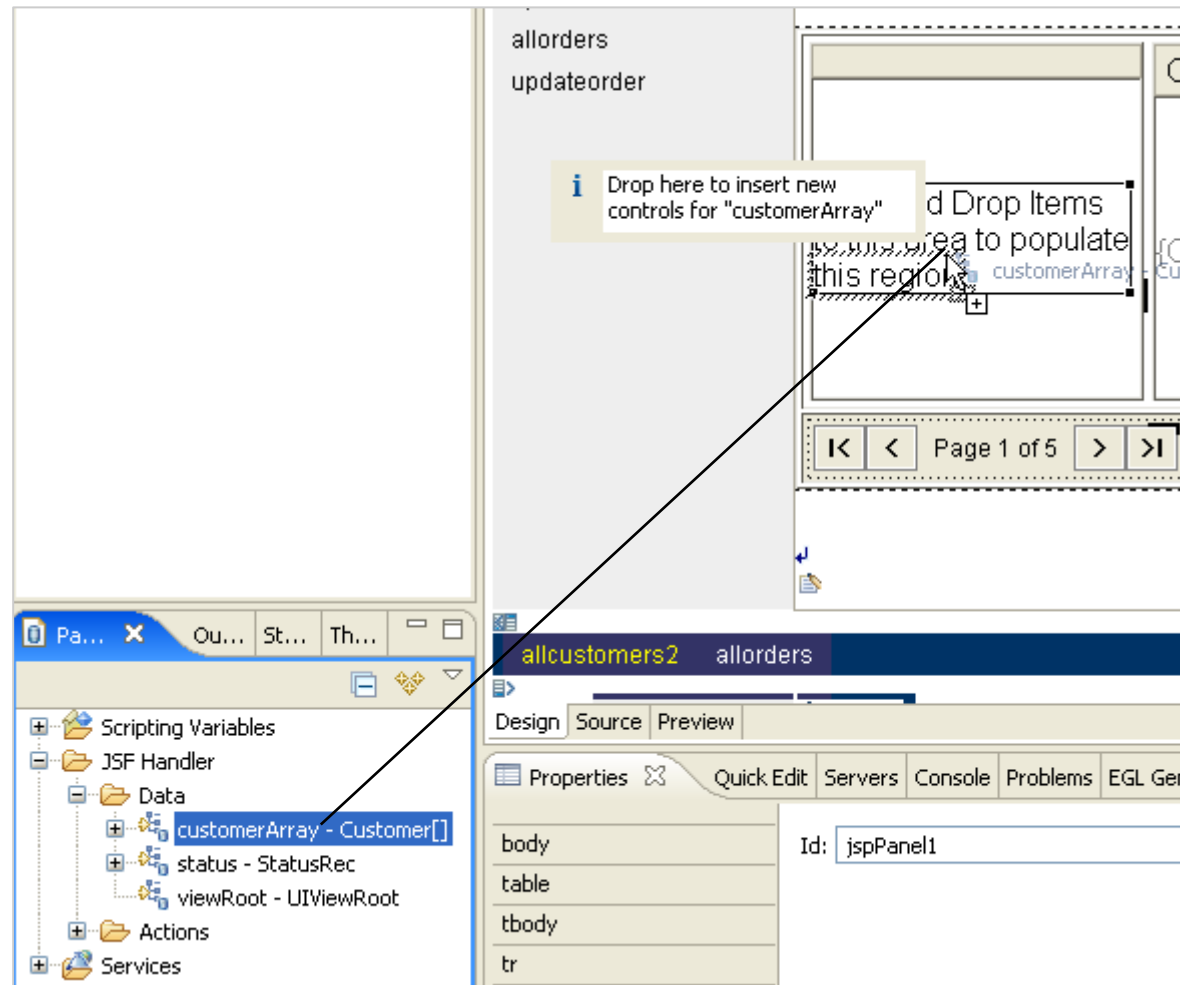 allorders
updateorder
Drop here to insert new
controls for "customerArray"
d Drop Items
to this area to populate
this region
customerArray - Cu
Page 1 of 5
allcustomers2 allorders
Design Source Preview
Pa... Ou... St... Th...
Scripting Variables
JSF Handler
Data
customerArray - Customer[]
status - StatusRec
viewRoot - UIViewRoot
Actions
Services
Properties Quick Edit Servers Console Problems EGL Ger
body
table
tbody
tr
Id: jspPanel1